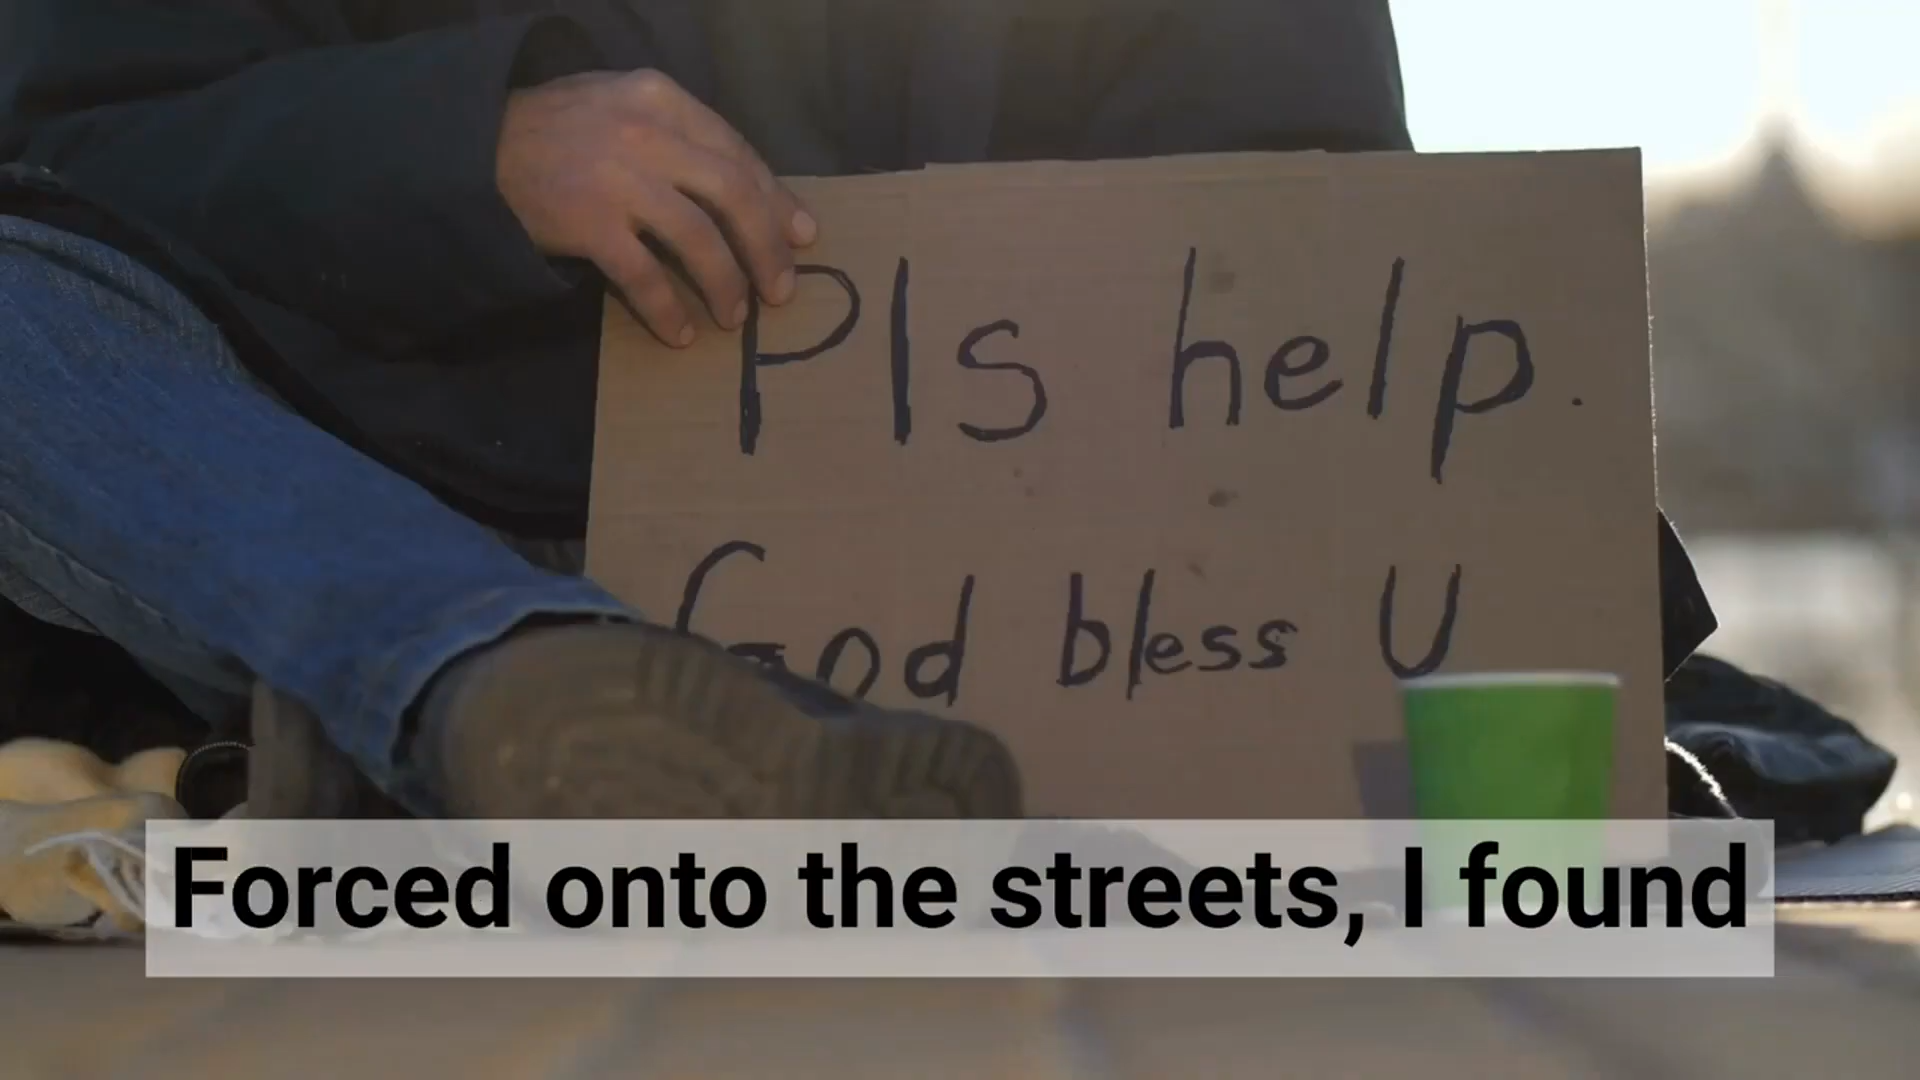 Pls help.
God bless U
Forced onto the streets, I found